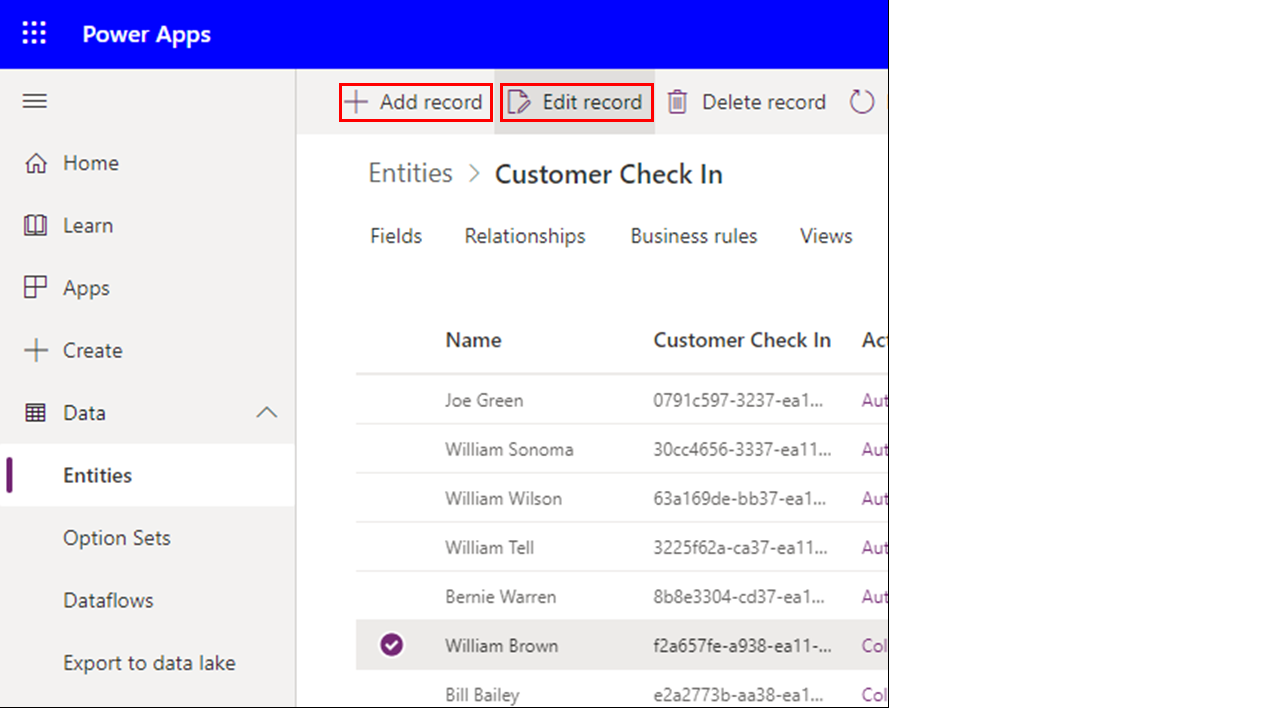 Power Apps
Add record Edit record Delete record
Home
Learn
Apps
Create
Data
Entities
Option Sets
Dataflows
Export to data lake
Entities > Customer Check In
Fields Relationships Business rules Views
Name Customer Check In Act
Joe Green 0791c597-3237-ea1... Aut
William Sonoma 30cc4656-3337-ea11... Aut
William Wilson 63a169de-bb37-ea1... Aut
William Tell 3225f62a-ca37-ea11... Aut
Bernie Warren 8b8e3304-cd37-ea1... Aut
William Brown f2a657fe-a938-ea11-... Col
Bill Bailey e2a2773b-aa38-ea1... Col